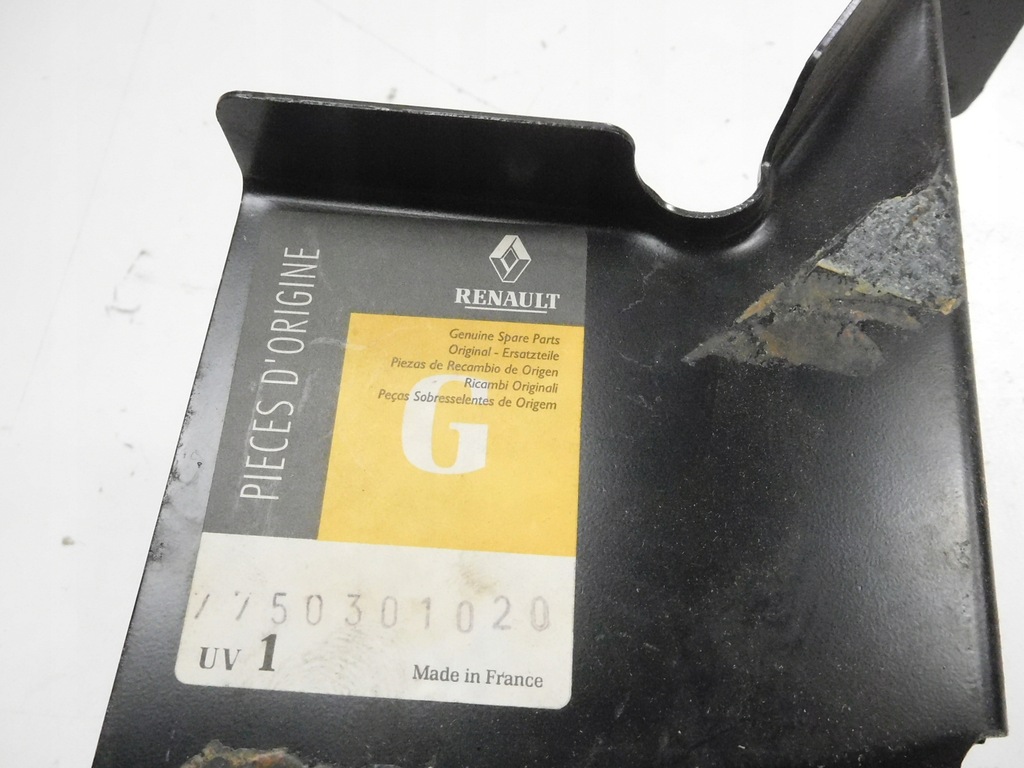 PIECES D'ORIGINE
RENAULT
Genuine Spare Parts
Original - Ersatzteile
Piezas de Recambio de Origen
Ricambi Originali
Peças Sobresselentes de Origem
G
7750301020
UV 1
Made in France